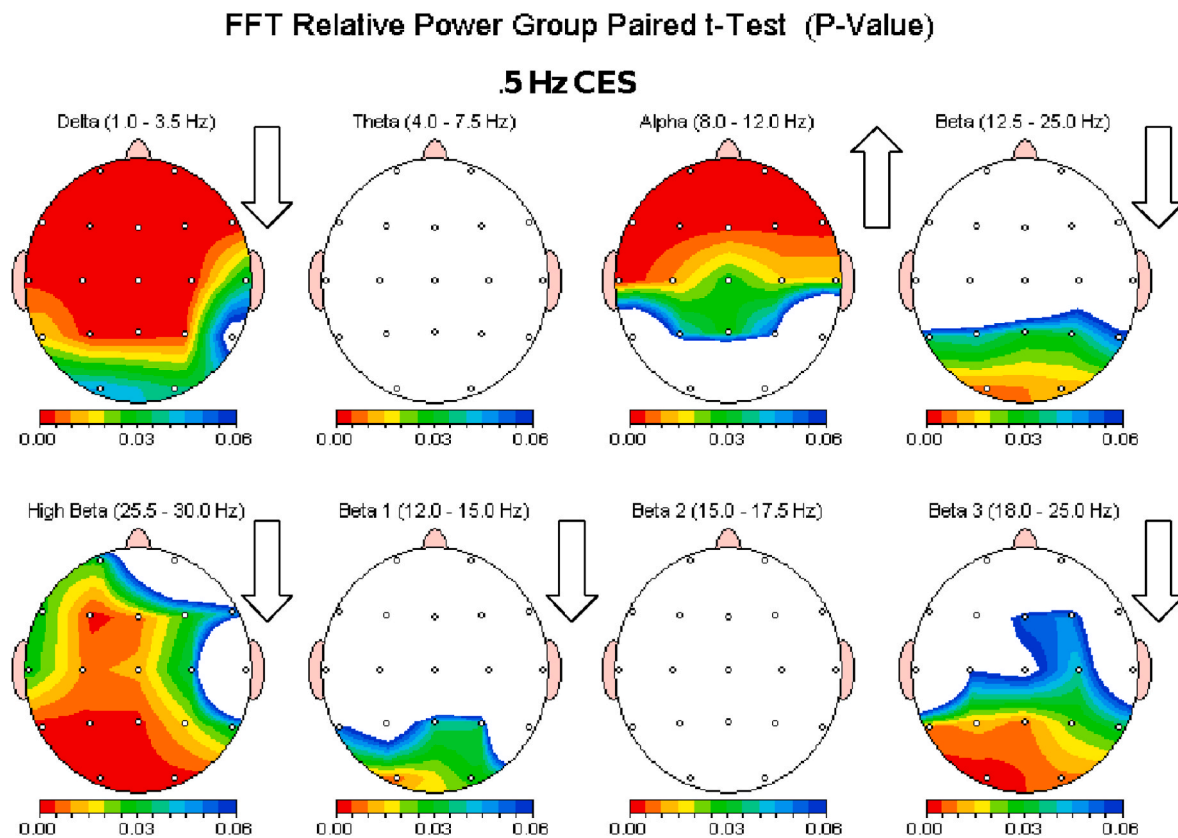 FFT Relative Power Group Paired t-Test (P-Value)
.5 Hz CES
Delta (1.0 - 3.5 Hz)
Theta (4.0 - 7.5 Hz)
Alpha (8.0 - 12.0 Hz)
Beta (12.5 - 25.0 Hz)
0.00 0.03 0.06
0.00 0.03 0.06
0.00 0.03 0.06
0.00 0.03 0.06
High Beta (25.5 - 30.0 Hz)
Beta 1 (12.0 - 15.0 Hz)
Beta 2 (15.0 - 17.5 Hz)
Beta 3 (18.0 - 25.0 Hz)
0.00 0.03 0.06
0.00 0.03 0.06
0.00 0.03 0.06
0.00 0.03 0.06